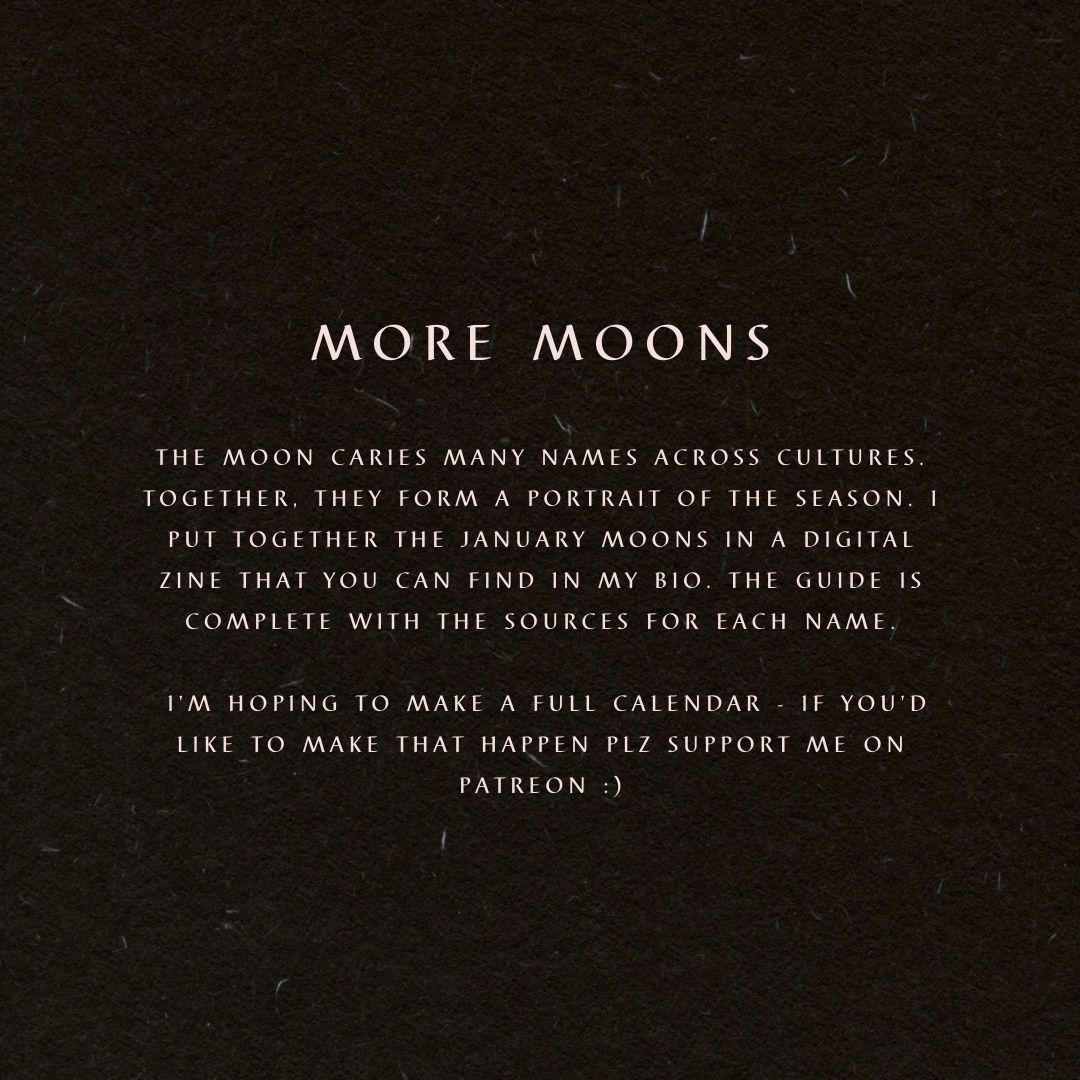 MORE MOONS
THE MOON CARIES MANY NAMES ACROSS CULTURES.
TOGETHER, THEY FORM A PORTRAIT OF THE SEASON. I
PUT TOGETHER THE JANUARY MOONS IN A DIGITAL
ZINE THAT YOU CAN FIND IN MY BIO. THE GUIDE IS
COMPLETE WITH THE SOURCES FOR EACH NAME.
I'M HOPING TO MAKE A FULL CALENDAR - IF YOU'D
LIKE TO MAKE THAT HAPPEN PLZ SUPPORT ME ON
PATREON :)